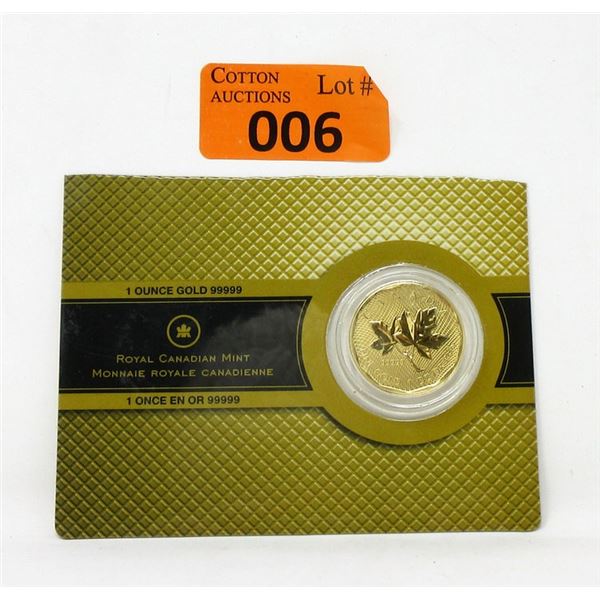 COTTON
AUCTIONS
Lot #
006
1 OUNCE GOLD 99999
ROYAL CANADIAN MINT
MONNAIE ROYALE CANADIENNE
1 ONCE EN OR 99999